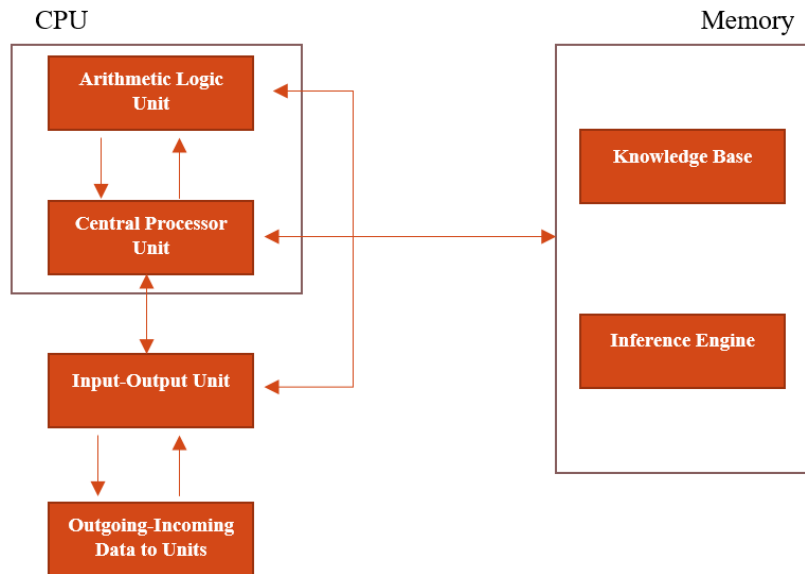 CPU
Memory
Arithmetic Logic
Unit
Knowledge Base
Central Processor
Unit
Inference Engine
Input-Output Unit
Outgoing-Incoming
Data to Units